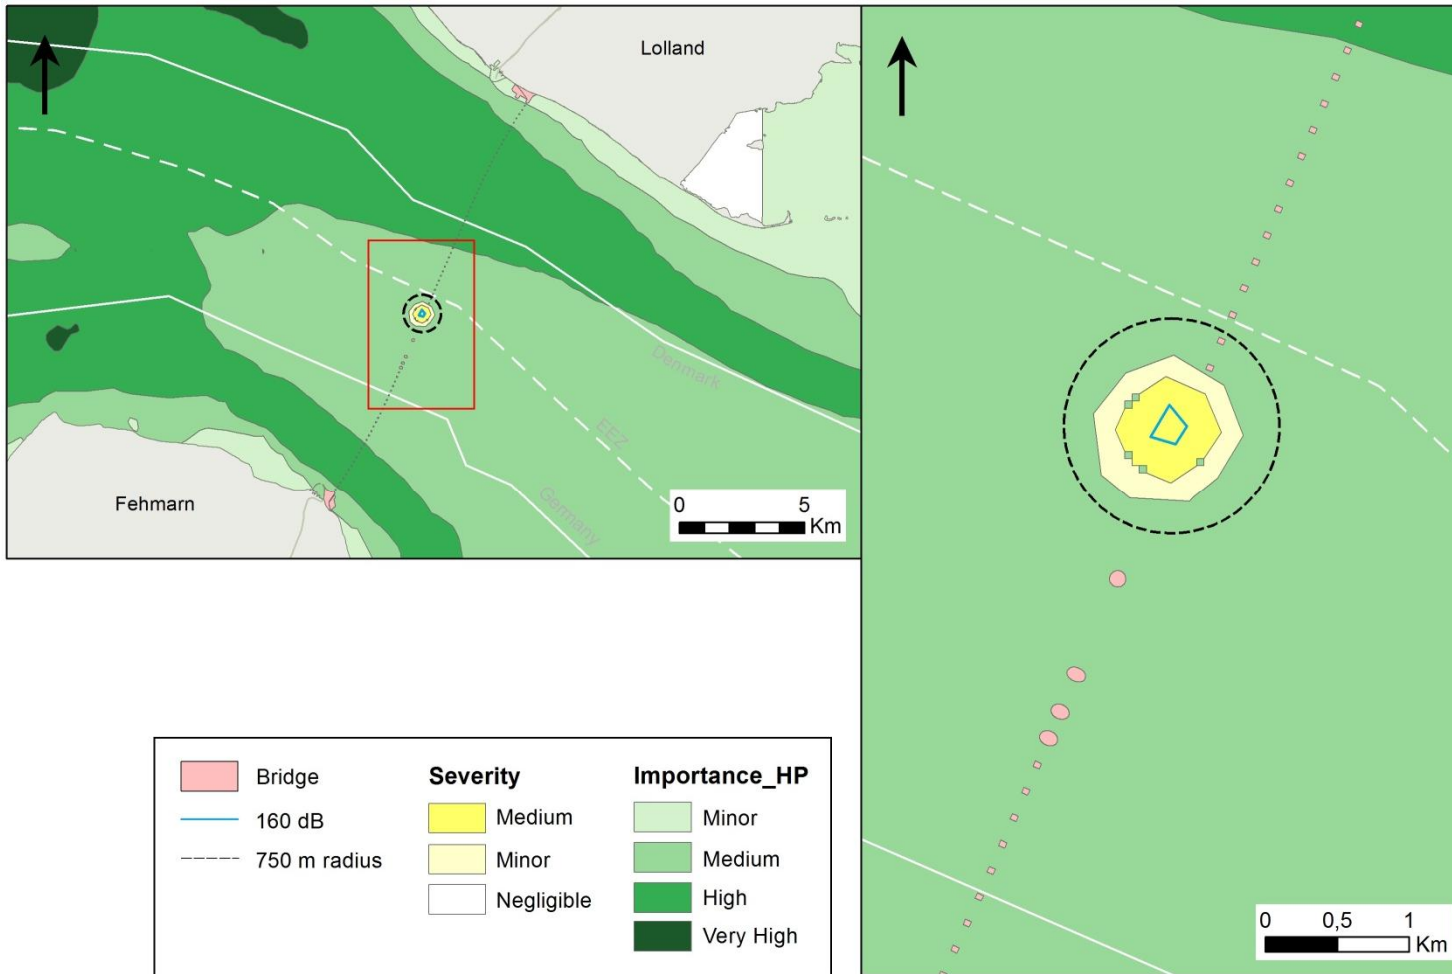 Lolland
Denmark
EEZ
Germany
Fehmarn
0 5
Km
Bridge
160 dB
750 m radius
Severity
Medium
Minor
Negligible
Importance_HP
Minor
Medium
High
Very High
0 0,5 1
Km